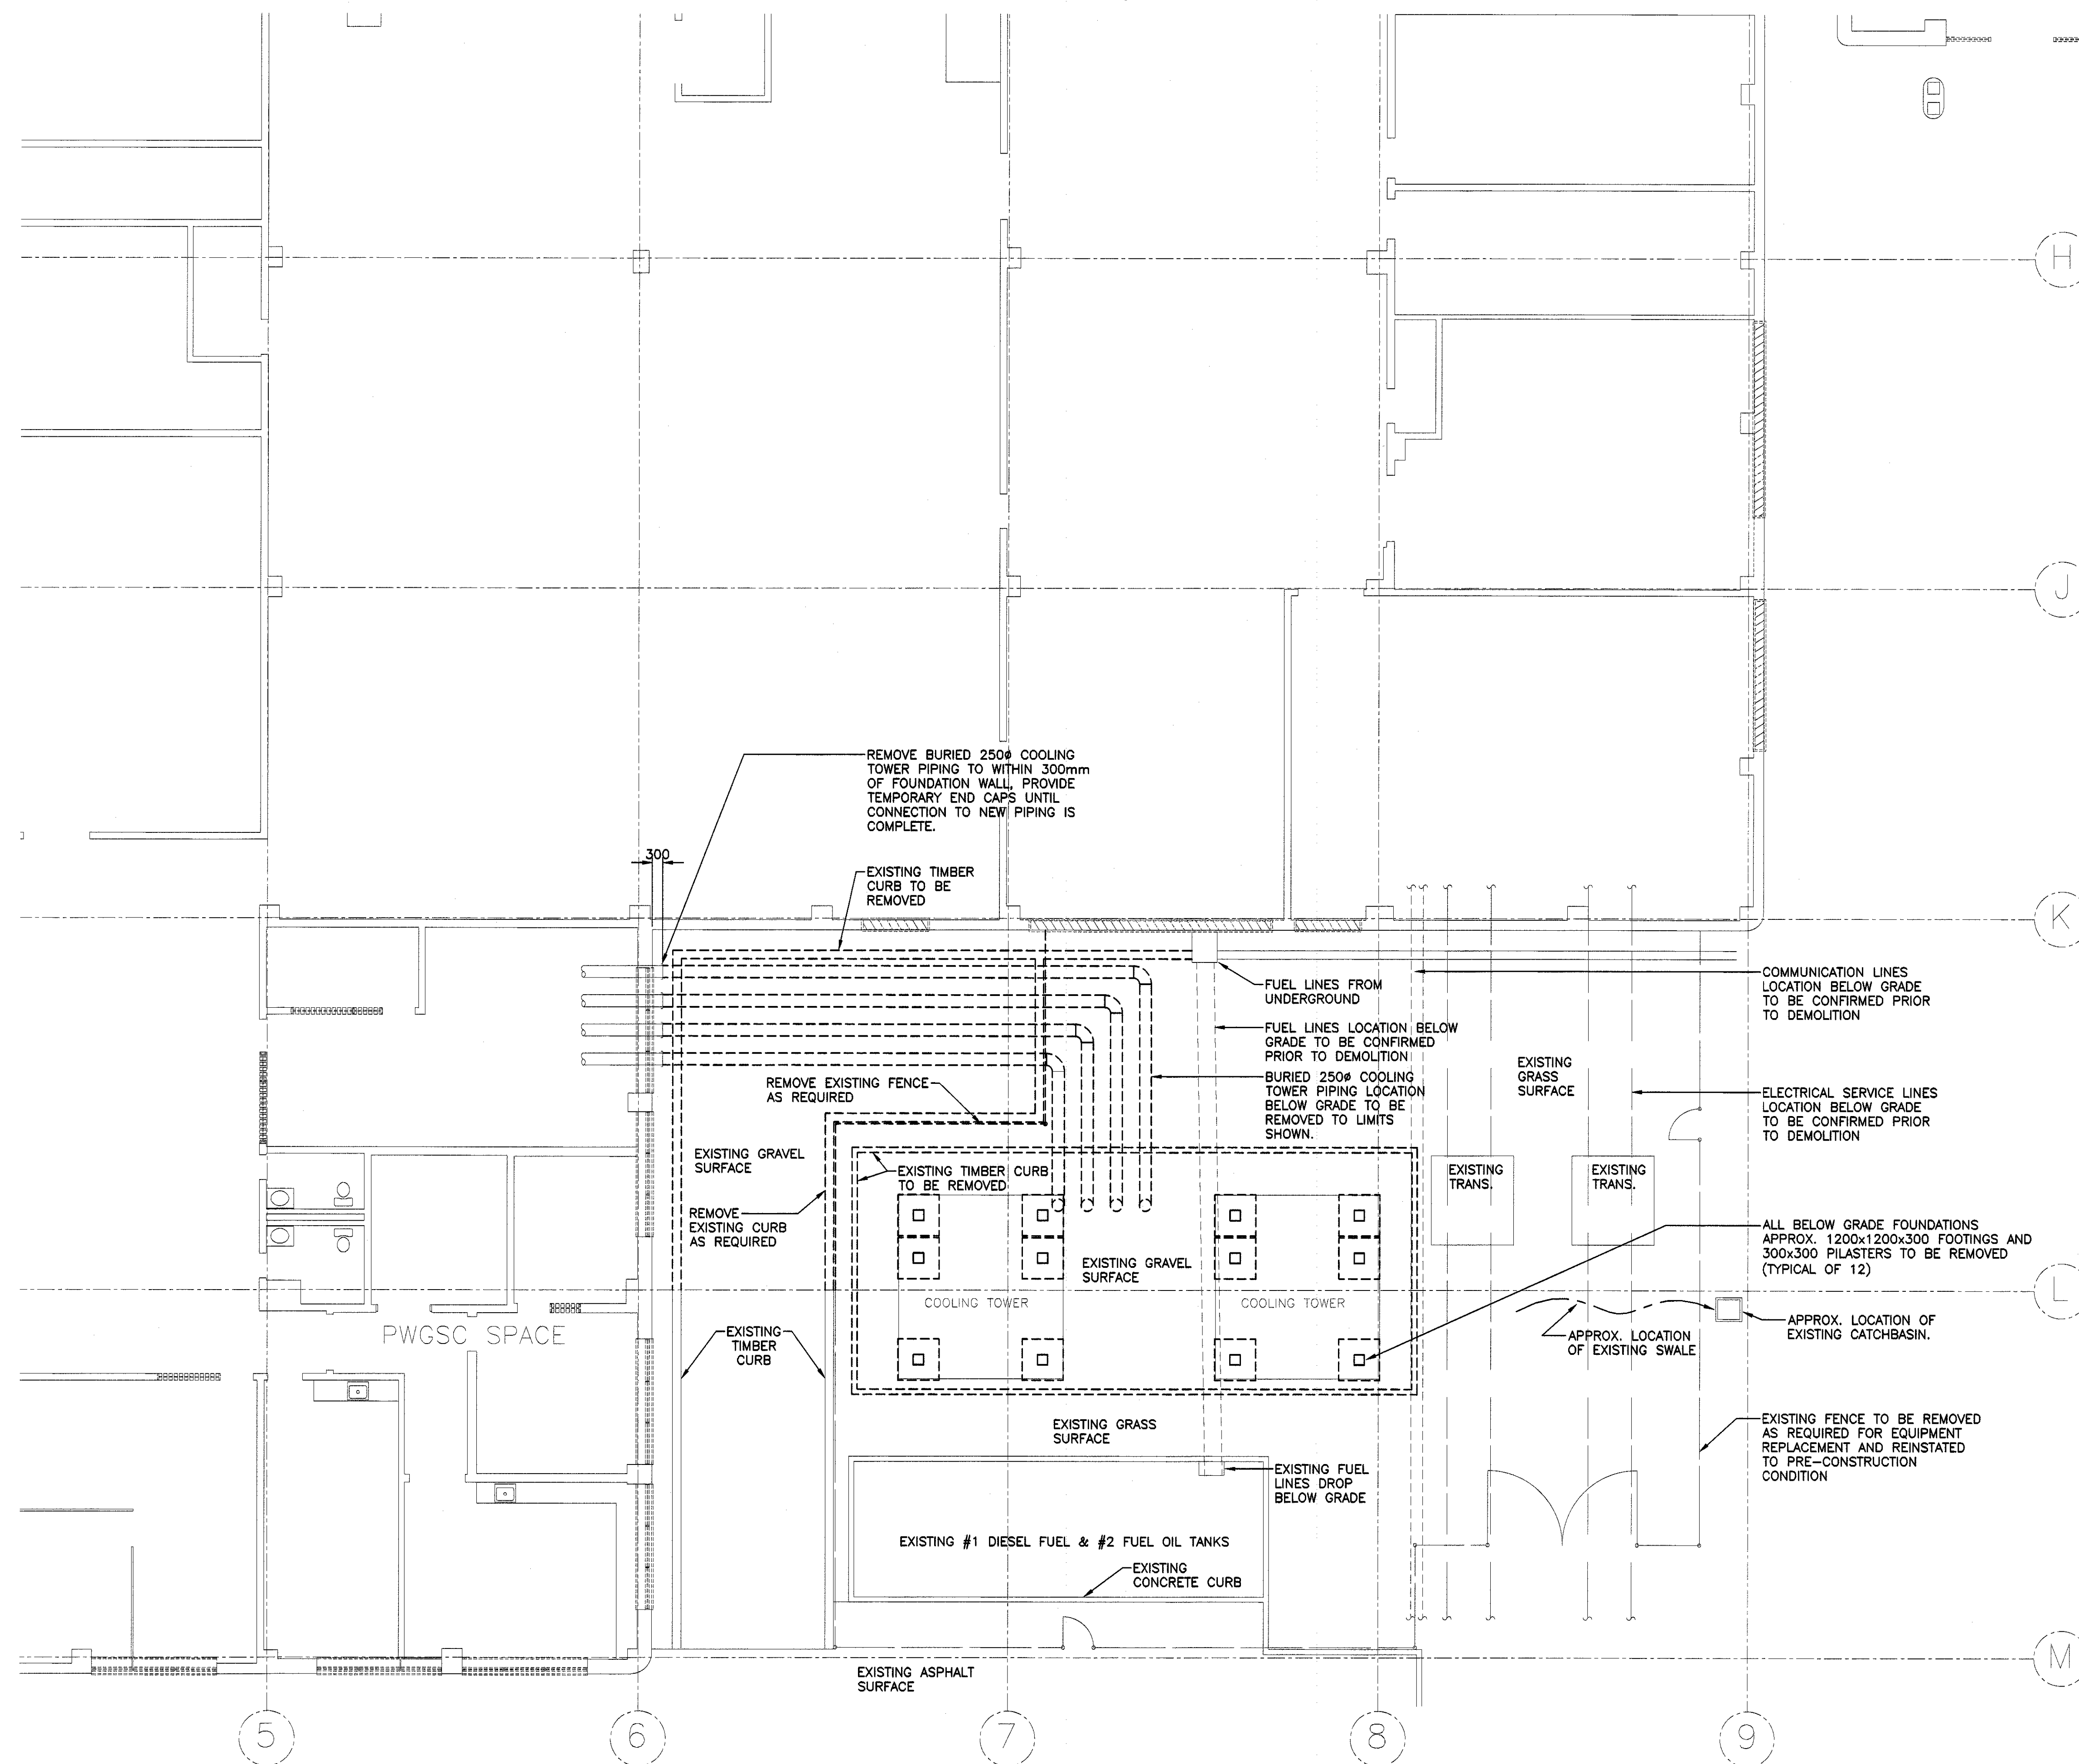 H
J
REMOVE BURIED 250ø COOLING
TOWER PIPING TO WITHIN 300mm
OF FOUNDATION WALL, PROVIDE
TEMPORARY END CAPS UNTIL
CONNECTION TO NEW PIPING IS
COMPLETE.
300
EXISTING TIMBER
CURB TO BE
REMOVED
K
FUEL LINES FROM
UNDERGROUND
COMMUNICATION LINES
LOCATION BELOW GRADE
TO BE CONFIRMED PRIOR
TO DEMOLITION
FUEL LINES LOCATION BELOW
GRADE TO BE CONFIRMED
PRIOR TO DEMOLITION
EXISTING
GRASS
SURFACE
REMOVE EXISTING FENCE
AS REQUIRED
BURIED 250ø COOLING
TOWER PIPING LOCATION
BELOW GRADE TO BE
REMOVED TO LIMITS
SHOWN.
ELECTRICAL SERVICE LINES
LOCATION BELOW GRADE
TO BE CONFIRMED PRIOR
TO DEMOLITION
EXISTING GRAVEL
SURFACE
EXISTING TIMBER CURB
TO BE REMOVED
EXISTING
TRANS.
EXISTING
TRANS.
REMOVE
EXISTING CURB
AS REQUIRED
ALL BELOW GRADE FOUNDATIONS
APPROX. 1200x1200x300 FOOTINGS AND
300x300 PILASTERS TO BE REMOVED
(TYPICAL OF 12)
EXISTING GRAVEL
SURFACE
L
COOLING TOWER
COOLING TOWER
PWGSC SPACE
EXISTING
TIMBER
CURB
APPROX. LOCATION
OF EXISTING SWALE
APPROX. LOCATION OF
EXISTING CATCHBASIN.
EXISTING GRASS
SURFACE
EXISTING FENCE TO BE REMOVED
AS REQUIRED FOR EQUIPMENT
REPLACEMENT AND REINSTATED
TO PRE-CONSTRUCTION
CONDITION
EXISTING FUEL
LINES DROP
BELOW GRADE
EXISTING #1 DIESEL FUEL & #2 FUEL OIL TANKS
EXISTING
CONCRETE CURB
M
EXISTING ASPHALT
SURFACE
5
6
7
8
9